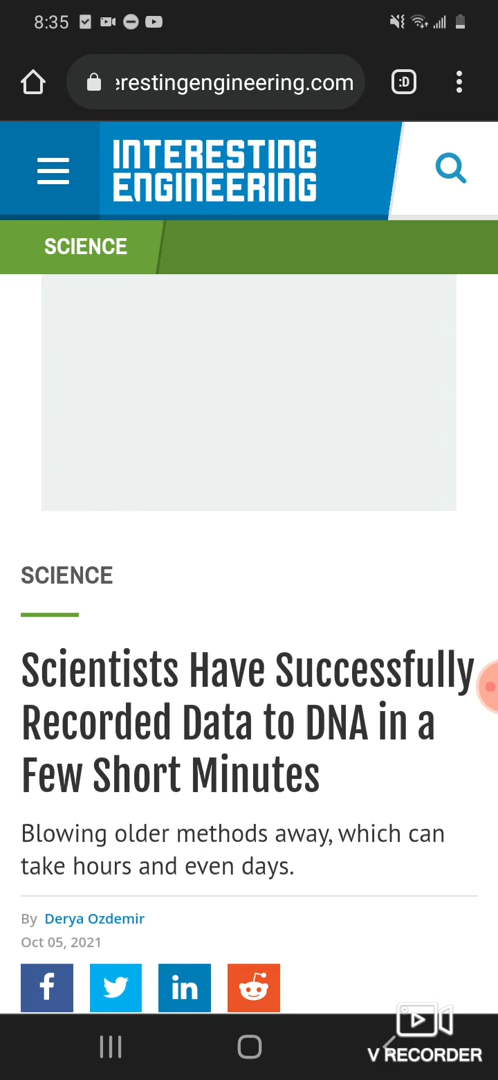 8:35
erestingengineering.com
:D
INTERESTING
ENGINEERING
SCIENCE
SCIENCE
Scientists Have Successfully
Recorded Data to DNA in a
Few Short Minutes
Blowing older methods away, which can
take hours and even days.
By Derya Ozdemir
Oct 05, 2021
f
in
V RECORDER